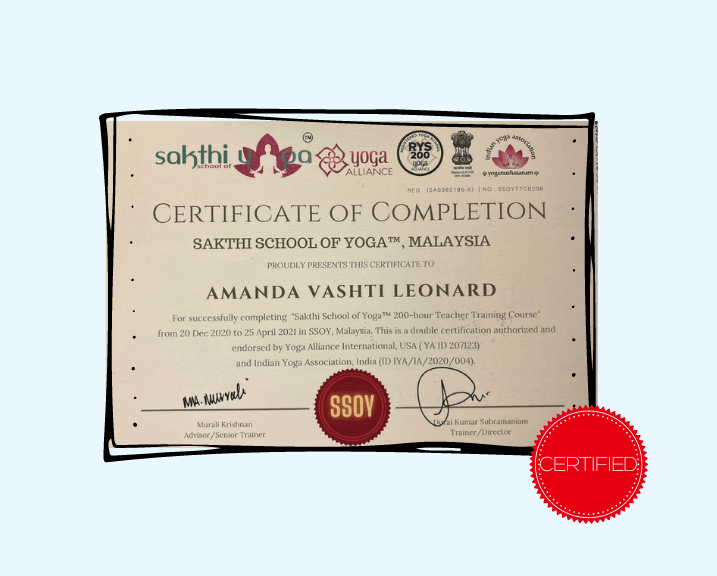 sakthi yoga™
school of
yoga
ALLIANCE
REGISTERED YOGA SCHOOL
RYS
200
yoga
ALLIANCE
indian yoga association
yoganushasanam
REG (SA0385195-X) | NO SSOYTTC6206
CERTIFICATE OF COMPLETION
SAKTHI SCHOOL OF YOGA™, MALAYSIA
PROUDLY PRESENTS THIS CERTIFICATE TO
AMANDA VASHTI LEONARD
For successfully completing "Sakthi School of Yoga™ 200-hour Teacher Training Course"
from 20 Dec 2020 to 25 April 2021 in SSOY, Malaysia. This is a double certification authorized and
endorsed by Yoga Alliance International, USA ( YA ID 207123)
and Indian Yoga Association, India (ID IYA/IA/2020/004).
SSOY
Murali Krishnan
Advisor/Senior Trainer
Durai Kumar Subramaniam
Trainer/Director
CERTIFIED